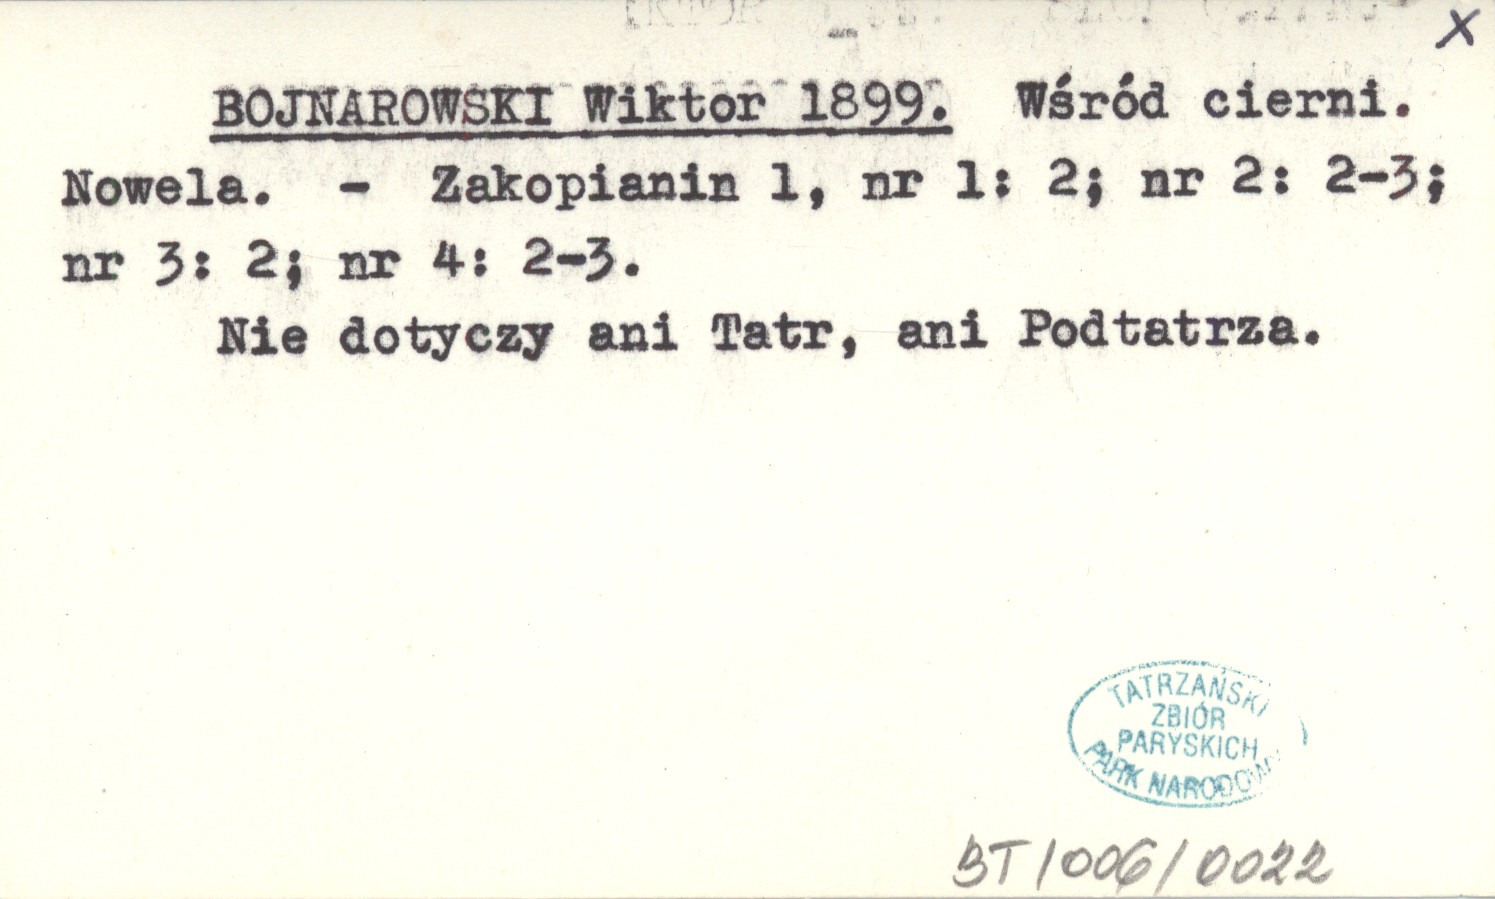 x
BOJNAROWSKI Wiktor 1899. Wśród cierni.
Nowela. - Zakopianin 1, nr 1: 2; nr 2: 2-3;
nr 3: 2; nr 4: 2-3.
Nie dotyczy ani Tatr, ani Podtatrza.
TATRZAŃSKI
ZBIÓR
PARYSKICH
PARK NARODOWY
BT/006/0022